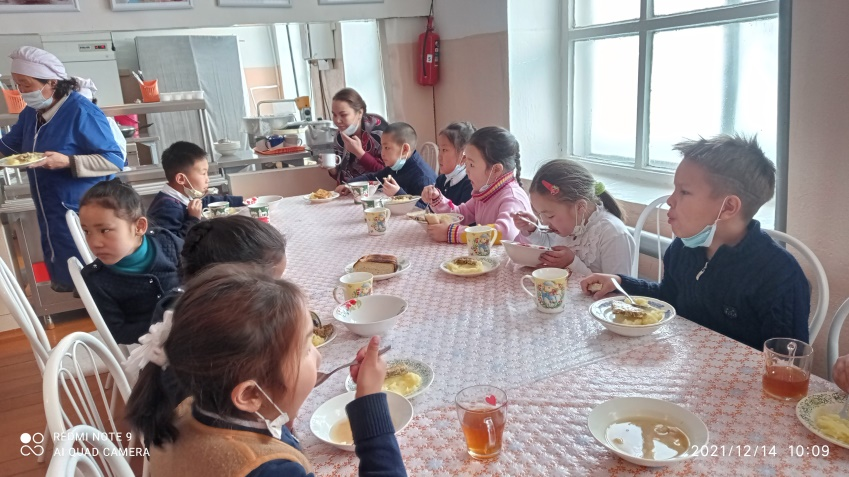 REDMI NOTE 9
AI QUAD CAMERA
2021/12/14 10:09